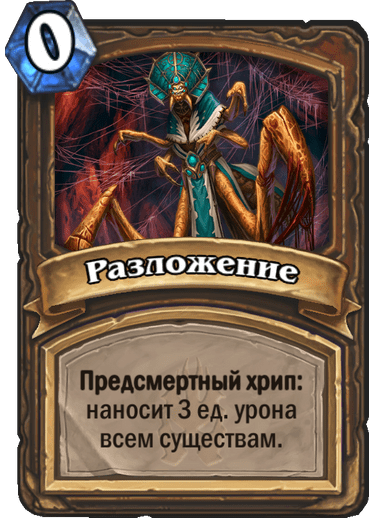 0
Разложение
Предсмертный хрип:
наносит 3 ед. урона
всем существам.